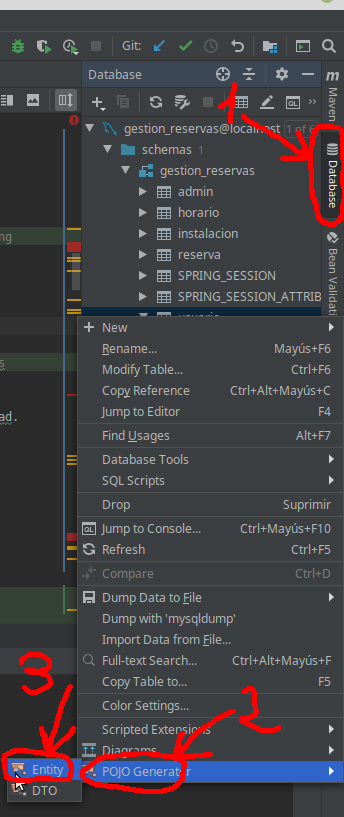 Git:
Database
1
gestion_reservas@localhost 1 of 6
schemas 1
gestion_reservas
admin
horario
instalacion
reserva
SPRING_SESSION
SPRING_SESSION_ATTRIB
usuario
Maven
Database
Bean Validati
ng
s
ad.
New
Rename... Mayús+F6
Modify Table... Ctrl+F6
Copy Reference Ctrl+Alt+Mayús+C
Jump to Editor F4
Find Usages Alt+F7
Database Tools
SQL Scripts
Drop Suprimir
Jump to Console... Ctrl+Mayús+F10
Refresh Ctrl+F5
Compare Ctrl+D
Dump Data to File
Dump with 'mysqldump'
Import Data from File...
Full-text Search... Ctrl+Alt+Mayús+F
Copy Table to... F5
Color Settings...
Scripted Extensions
Diagrams
POJO Generator
2
3
Entity
DTO